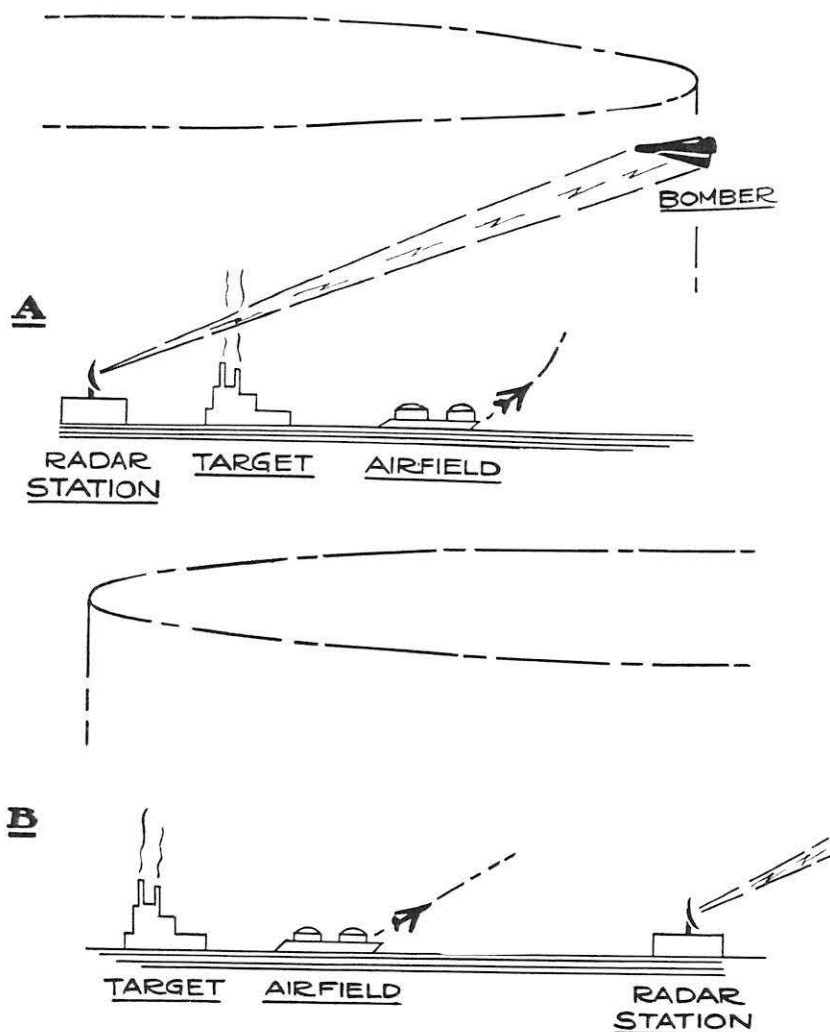 BOMBER
A
RADAR
STATION
TARGET
AIRFIELD
B
TARGET
AIRFIELD
RADAR
STATION